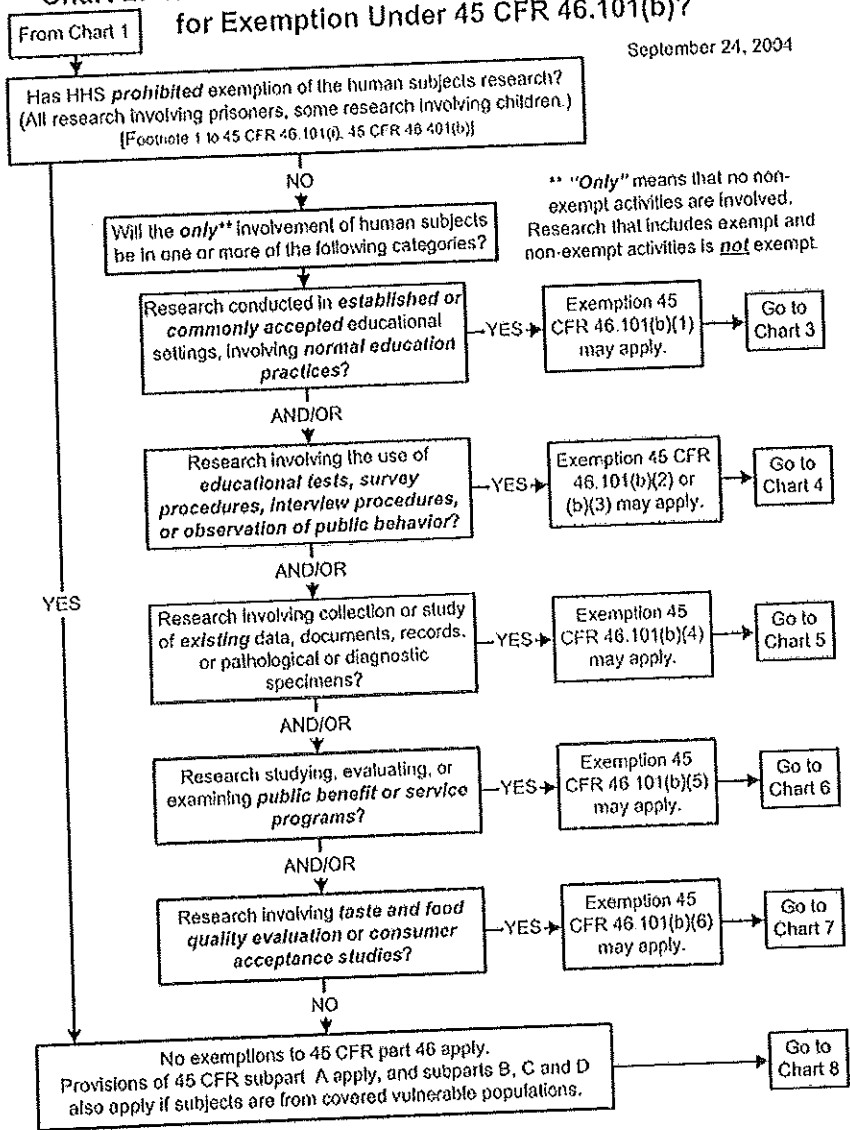 for Exemption Under 45 CFR 46.101(b)?
From Chart 1
September 24, 2004
Has HHS prohibited exemption of the human subjects research?
(All research involving prisoners, some research involving children.)
[Footnote 1 to 45 CFR 46.101(i), 45 CFR 46 401(b)]
NO
** "Only" means that no non-
exempt activities are involved.
Research that includes exempt and
non-exempt activities is not exempt.
Will the only** involvement of human subjects
be in one or more of the following categories?
Research conducted in established or
commonly accepted educational
settings, involving normal education
practices?
YES
Exemption 45
CFR 46.101(b)(1)
may apply.
Go to
Chart 3
AND/OR
Research involving the use of
educational tests, survey
procedures, interview procedures,
or observation of public behavior?
YES
Exemption 45 CFR
46.101(b)(2) or
(b)(3) may apply.
Go to
Chart 4
AND/OR
YES
Research involving collection or study
of existing data, documents, records,
or pathological or diagnostic
specimens?
YES
Exemption 45
CFR 46.101(b)(4)
may apply.
Go to
Chart 5
AND/OR
Research studying, evaluating, or
examining public benefit or service
programs?
YES
Exemption 45
CFR 46 101(b)(5)
may apply.
Go to
Chart 6
AND/OR
Research involving taste and food
quality evaluation or consumer
acceptance studies?
YES
Exemption 45
CFR 46.101(b)(6)
may apply.
Go to
Chart 7
NO
No exemptions to 45 CFR part 46 apply.
Provisions of 45 CFR subpart A apply, and subparts B, C and D
also apply if subjects are from covered vulnerable populations.
Go to
Chart 8